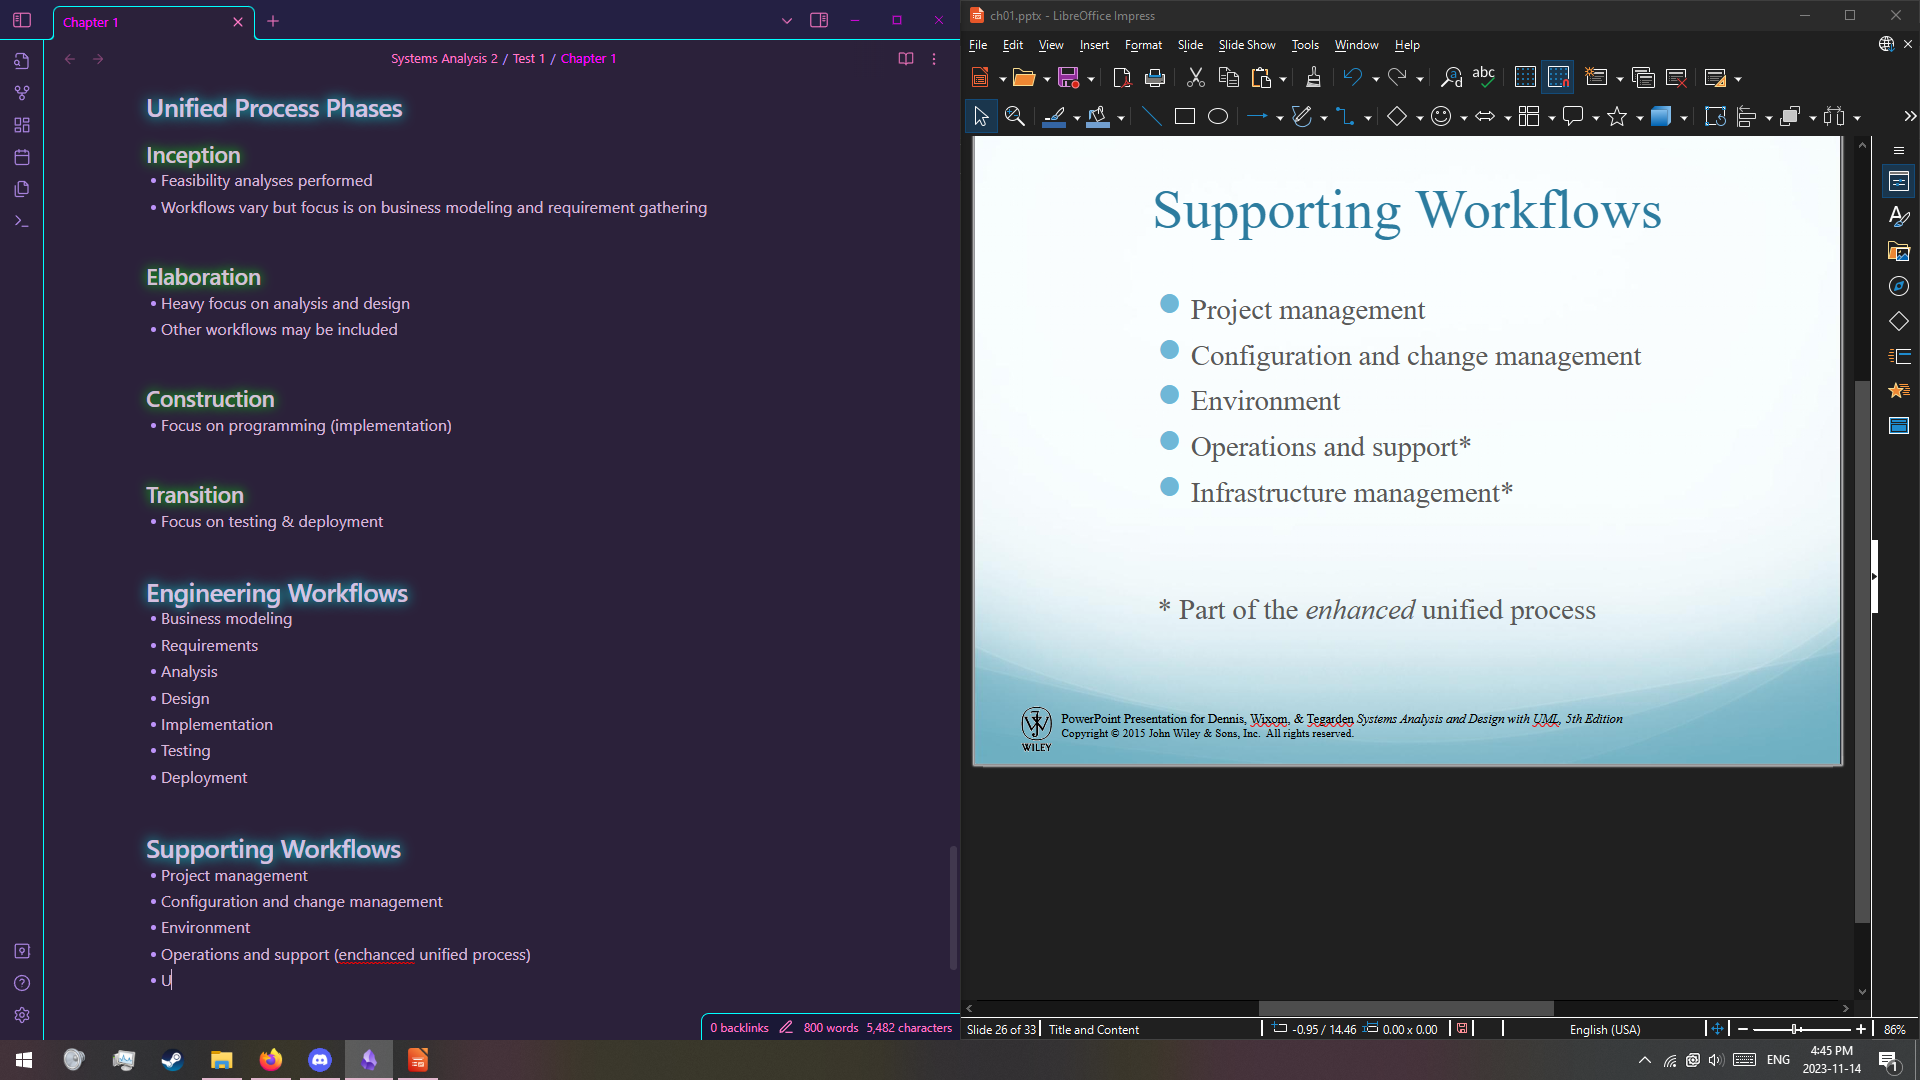 Chapter 1
Systems Analysis 2 / Test 1 / Chapter 1
Unified Process Phases
Inception
• Feasibility analyses performed
• Workflows vary but focus is on business modeling and requirement gathering
Elaboration
• Heavy focus on analysis and design
• Other workflows may be included
Construction
• Focus on programming (implementation)
Transition
• Focus on testing & deployment
Engineering Workflows
• Business modeling
• Requirements
• Analysis
• Design
• Implementation
• Testing
• Deployment
Supporting Workflows
• Project management
• Configuration and change management
• Environment
• Operations and support (enchanced unified process)
• U
0 backlinks 800 words 5,482 characters
ch01.pptx - LibreOffice Impress
File Edit View Insert Format Slide Slide Show Tools Window Help
abc
Supporting Workflows
Project management
Configuration and change management
Environment
Operations and support*
Infrastructure management*
* Part of the enhanced unified process
WILEY
PowerPoint Presentation for Dennis, Wixom, & Tegarden Systems Analysis and Design with UML, 5th Edition
Copyright © 2015 John Wiley & Sons, Inc. All rights reserved.
Slide 26 of 33 Title and Content -0.95 / 14.46 0.00 x 0.00 English (USA) 86%
ENG 4:45 PM
2023-11-14
1